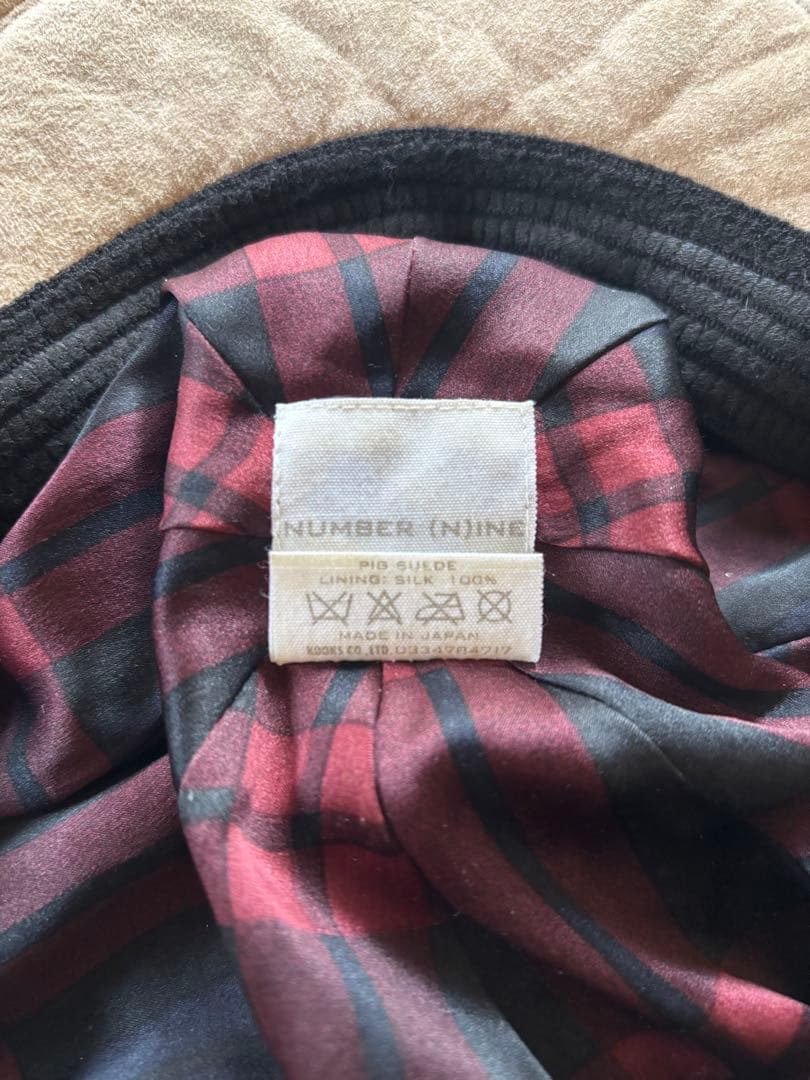 NUMBER (N)INE
PIG SUEDE
LINING: SILK 100%
MADE IN JAPAN
KOOKS CO.,LTD. 0334784717